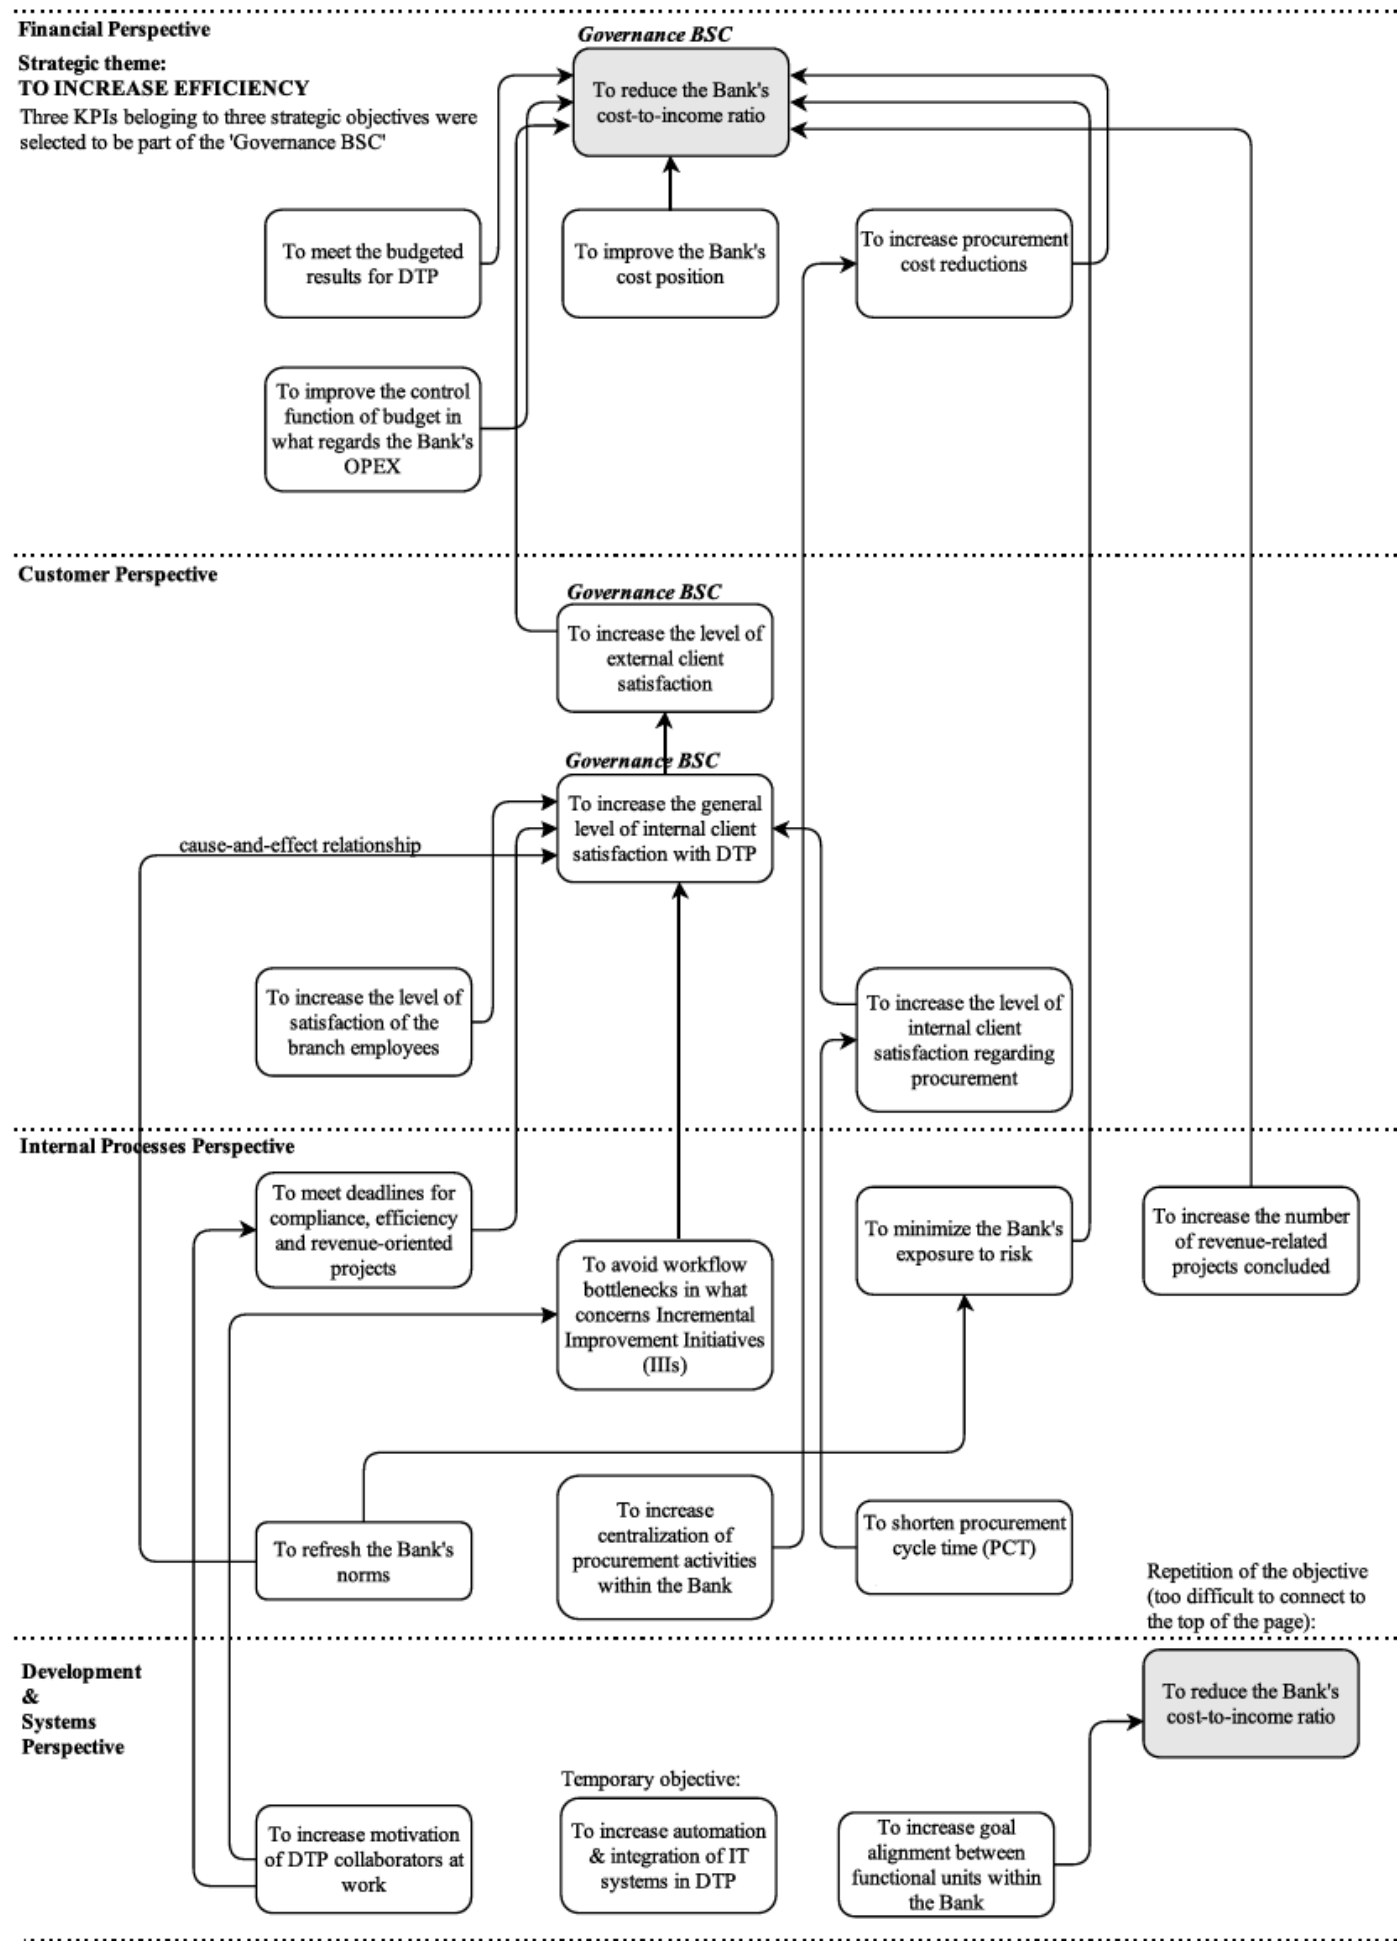 Financial Perspective
Governance BSC
Strategic theme:
TO INCREASE EFFICIENCY
Three KPIs beloging to three strategic objectives were
selected to be part of the 'Governance BSC'
To reduce the Bank's
cost-to-income ratio
To meet the budgeted
results for DTP
To improve the Bank's
cost position
To increase procurement
cost reductions
To improve the control
function of budget in
what regards the Bank's
OPEX
Customer Perspective
Governance BSC
To increase the level of
external client
satisfaction
Governance BSC
To increase the general
level of internal client
satisfaction with DTP
cause-and-effect relationship
To increase the level of
satisfaction of the
branch employees
To increase the level of
internal client
satisfaction regarding
procurement
Internal Processes Perspective
To meet deadlines for
compliance, efficiency
and revenue-oriented
projects
To avoid workflow
bottlenecks in what
concerns Incremental
Improvement Initiatives
(IIIs)
To minimize the Bank's
exposure to risk
To increase the number
of revenue-related
projects concluded
To refresh the Bank's
norms
To increase
centralization of
procurement activities
within the Bank
To shorten procurement
cycle time (PCT)
Repetition of the objective
(too difficult to connect to
the top of the page):
Development
&
Systems
Perspective
To reduce the Bank's
cost-to-income ratio
Temporary objective:
To increase motivation
of DTP collaborators at
work
To increase automation
& integration of IT
systems in DTP
To increase goal
alignment between
functional units within
the Bank